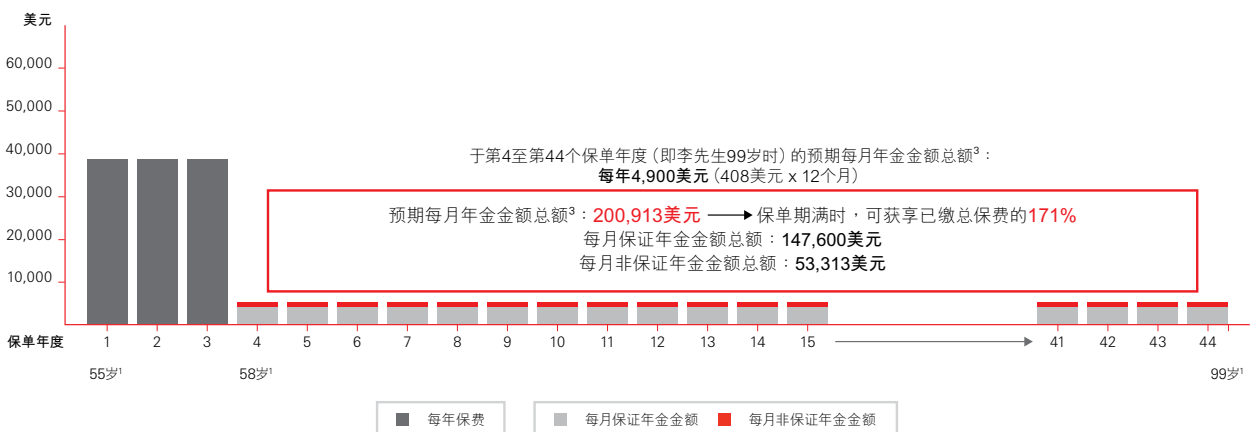 美元
60,000
50,000
40,000
30,000
20,000
10,000
于第4至第44个保单年度（即李先生99岁时）的预期每月年金金额总额³：
每年4,900美元（408美元 x 12个月）
预期每月年金金额总额³：200,913美元 → 保单期满时，可获享已缴总保费的171%
每月保证年金金额总额：147,600美元
每月非保证年金金额总额：53,313美元
保单年度 1 2 3 4 5 6 7 8 9 10 11 12 13 14 15 → 41 42 43 44
55岁¹ 58岁¹ 99岁¹
每年保费 每月保证年金金额 每月非保证年金金额